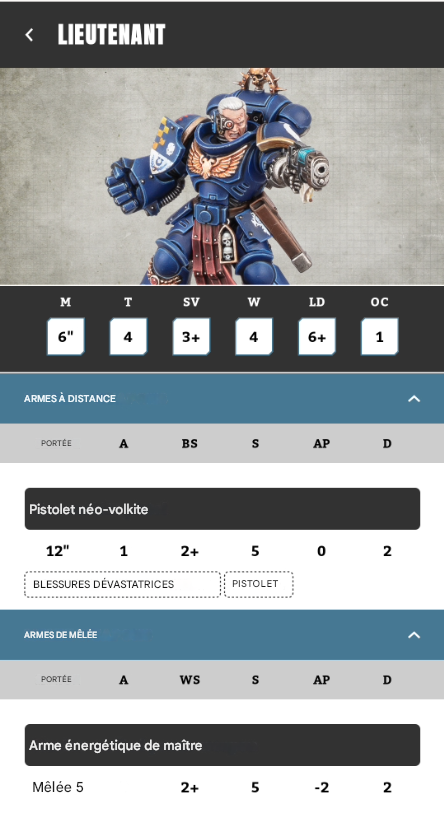 LIEUTENANT
M T SV W LD OC
6" 4 3+ 4 6+ 1
ARMES À DISTANCE
PORTÉE A BS S AP D
Pistolet néo-volkite
12" 1 2+ 5 0 2
BLESSURES DÉVASTATRICES PISTOLET
ARMES DE MÊLÉE
PORTÉE A WS S AP D
Arme énergétique de maître
Mêlée 5 2+ 5 -2 2